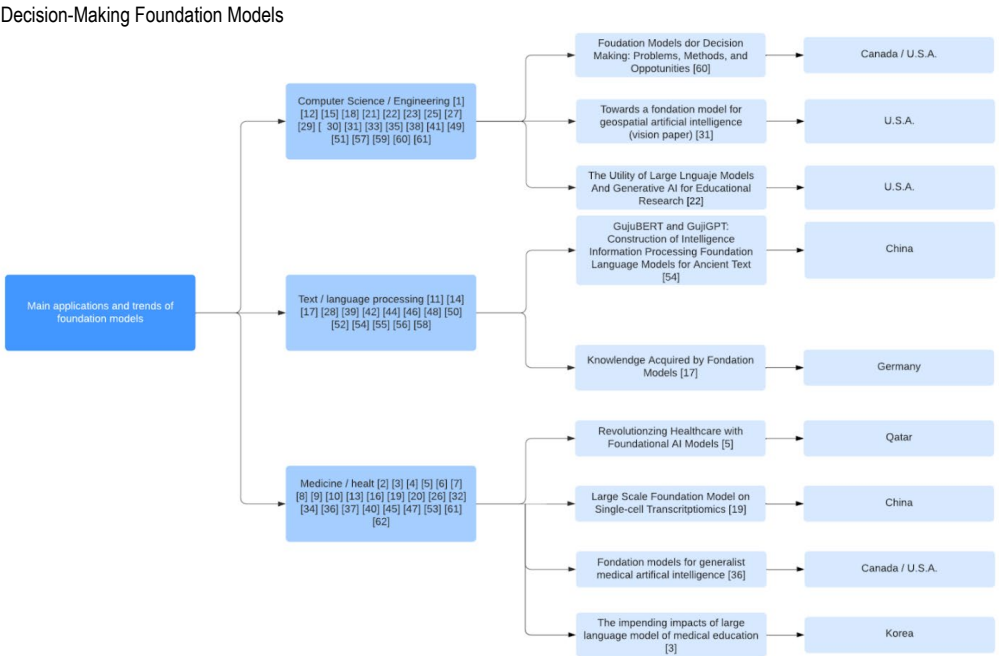 Decision-Making Foundation Models
Main applications and trends of
foundation models
Computer Science / Engineering [1]
[12] [15] [18] [21] [22] [23] [25] [27]
[29] [ 30] [31] [33] [35] [38] [41] [49]
[51] [57] [59] [60] [61]
Foudation Models dor Decision
Making: Problems, Methods, and
Oppotunities [60]
Canada / U.S.A.
Towards a fondation model for
geospatial artificial intelligence
(vision paper) [31]
U.S.A.
The Utility of Large Lnguaje Models
And Generative AI for Educational
Research [22]
U.S.A.
Text / language processing [11] [14]
[17] [28] [39] [42] [44] [46] [48] [50]
[52] [54] [55] [56] [58]
GujuBERT and GujiGPT:
Construction of Intelligence
Information Processing Foundation
Language Models for Ancient Text
[54]
China
Knowlendge Acquired by Fondation
Models [17]
Germany
Medicine / healt [2] [3] [4] [5] [6] [7]
[8] [9] [10] [13] [16] [19] [20] [26] [32]
[34] [36] [37] [40] [45] [47] [53] [61]
[62]
Revolutionzing Healthcare with
Foundational AI Models [5]
Qatar
Large Scale Foundation Model on
Single-cell Transcritptiomics [19]
China
Fondation models for generalist
medical artifical intelligence [36]
Canada / U.S.A.
The impending impacts of large
language model of medical education
[3]
Korea